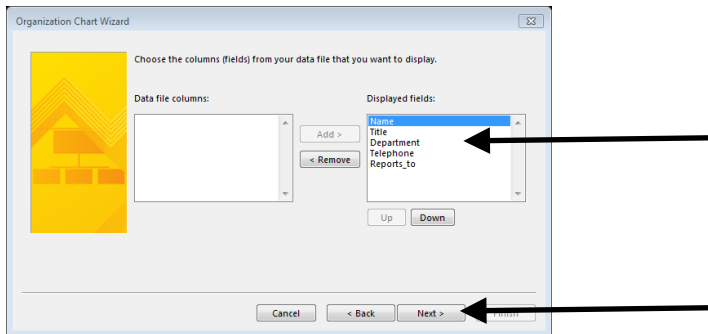 Organization Chart Wizard
Choose the columns (fields) from your data file that you want to display.
Data file columns:
Displayed fields:
Add >
< Remove
Name
Title
Department
Telephone
Reports_to
Up
Down
Cancel
< Back
Next >